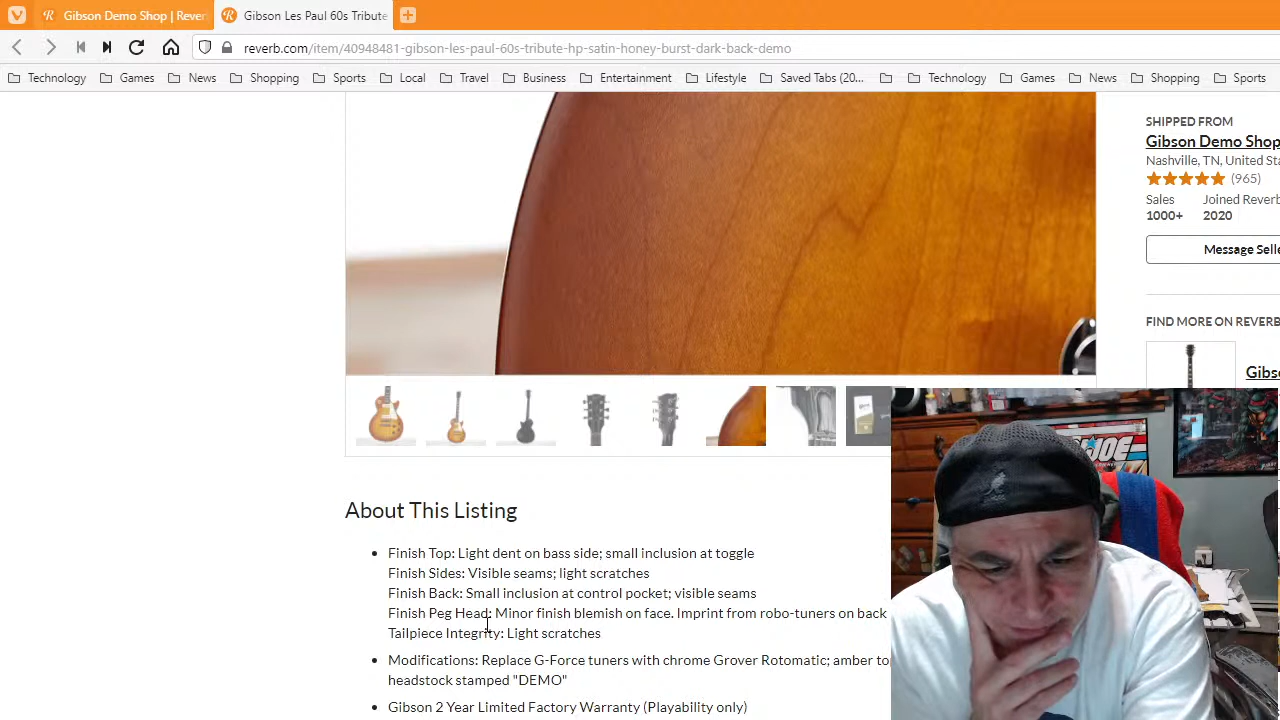 Gibson Demo Shop | Rever
Gibson Les Paul 60s Tribute
reverb.com/item/40948481-gibson-les-paul-60s-tribute-hp-satin-honey-burst-dark-back-demo
Technology Games News Shopping Sports Local Travel Business Entertainment Lifestyle Saved Tabs (20... Technology Games News Shopping Sports
SHIPPED FROM
Gibson Demo Shop
Nashville, TN, United Sta
(965)
Sales Joined Reverb
1000+ 2020
Message Selle
FIND MORE ON REVERB
Gibso
GI JOE
About This Listing
Finish Top: Light dent on bass side; small inclusion at toggle
Finish Sides: Visible seams; light scratches
Finish Back: Small inclusion at control pocket; visible seams
Finish Peg Head: Minor finish blemish on face. Imprint from robo-tuners on back
Tailpiece Integrity: Light scratches
Modifications: Replace G-Force tuners with chrome Grover Rotomatic; amber to
headstock stamped "DEMO"
Gibson 2 Year Limited Factory Warranty (Playability only)